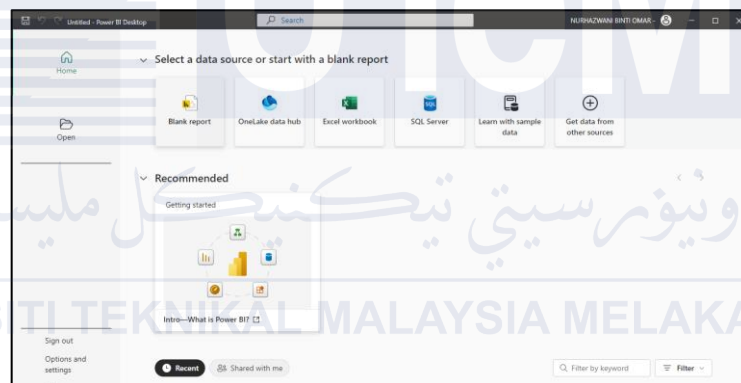 UTeM
Untitled - Power BI Desktop
Search
NURHAZWANI BINTI OMAR -
Home
Open
Select a data source or start with a blank report
Blank report
OneLake data hub
Excel workbook
SQL
SQL Server
Learn with sample
data
Get data from
other sources
Recommended
Getting started
Intro—What is Power BI?
اونيۏرسيتي تيكنيكل مليسيا
SITI TEKNIKAL MALAYSIA MELAKA
Sign out
Options and
settings
Recent
Shared with me
Filter by keyword
Filter